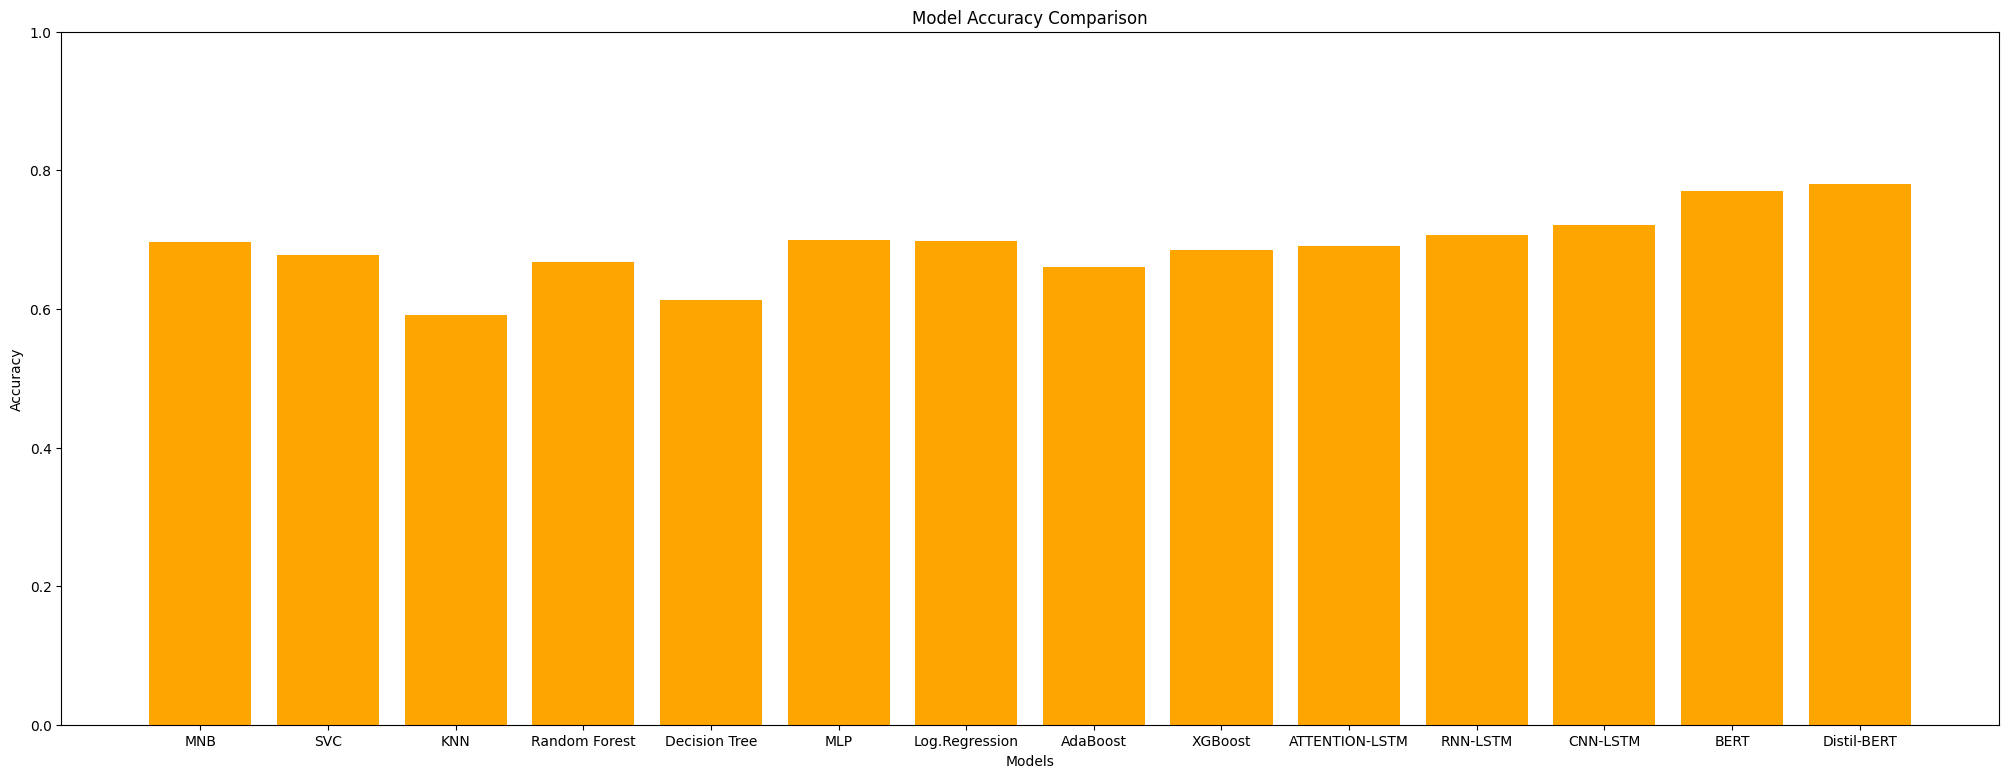 Model Accuracy Comparison
1.0
0.8
0.6
0.4
0.2
0.0
Accuracy
MNB SVC KNN Random Forest Decision Tree MLP Log.Regression AdaBoost XGBoost ATTENTION-LSTM RNN-LSTM CNN-LSTM BERT Distil-BERT
Models